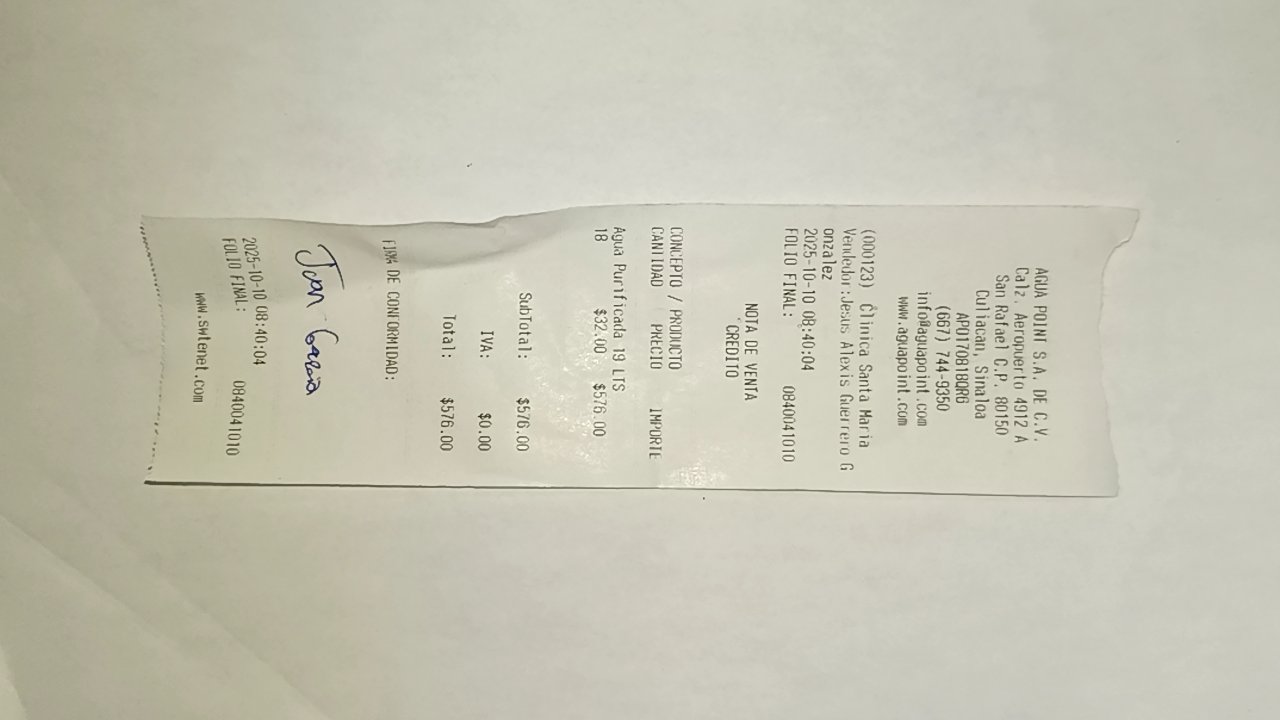 AGUA POINT S.A. DE C.V.
Calz. Aeropuerto 4912 A
San Rafael C.P. 80150
Culiacan, Sinaloa
APO170818QR6
(667) 744-9350
info@aguapoint.com
www.aguapoint.com
(000123) Clinica Santa Maria
Vendedor:Jesus Alexis Guerrero G
onzalez
2025-10-10 08:40:04
FOLIO FINAL: 0840041010
NOTA DE VENTA
CREDITO
CONCEPTO / PRODUCTO
CANTIDAD PRECIO IMPORTE
Agua Purificada 19 LTS
18 $32.00 $576.00
SubTotal: $576.00
IVA: $0.00
Total: $576.00
FIRMA DE CONFORMIDAD:
Juan
2025-10-10 08:40:04
FOLIO FINAL: 0840041010
www.swtenet.com